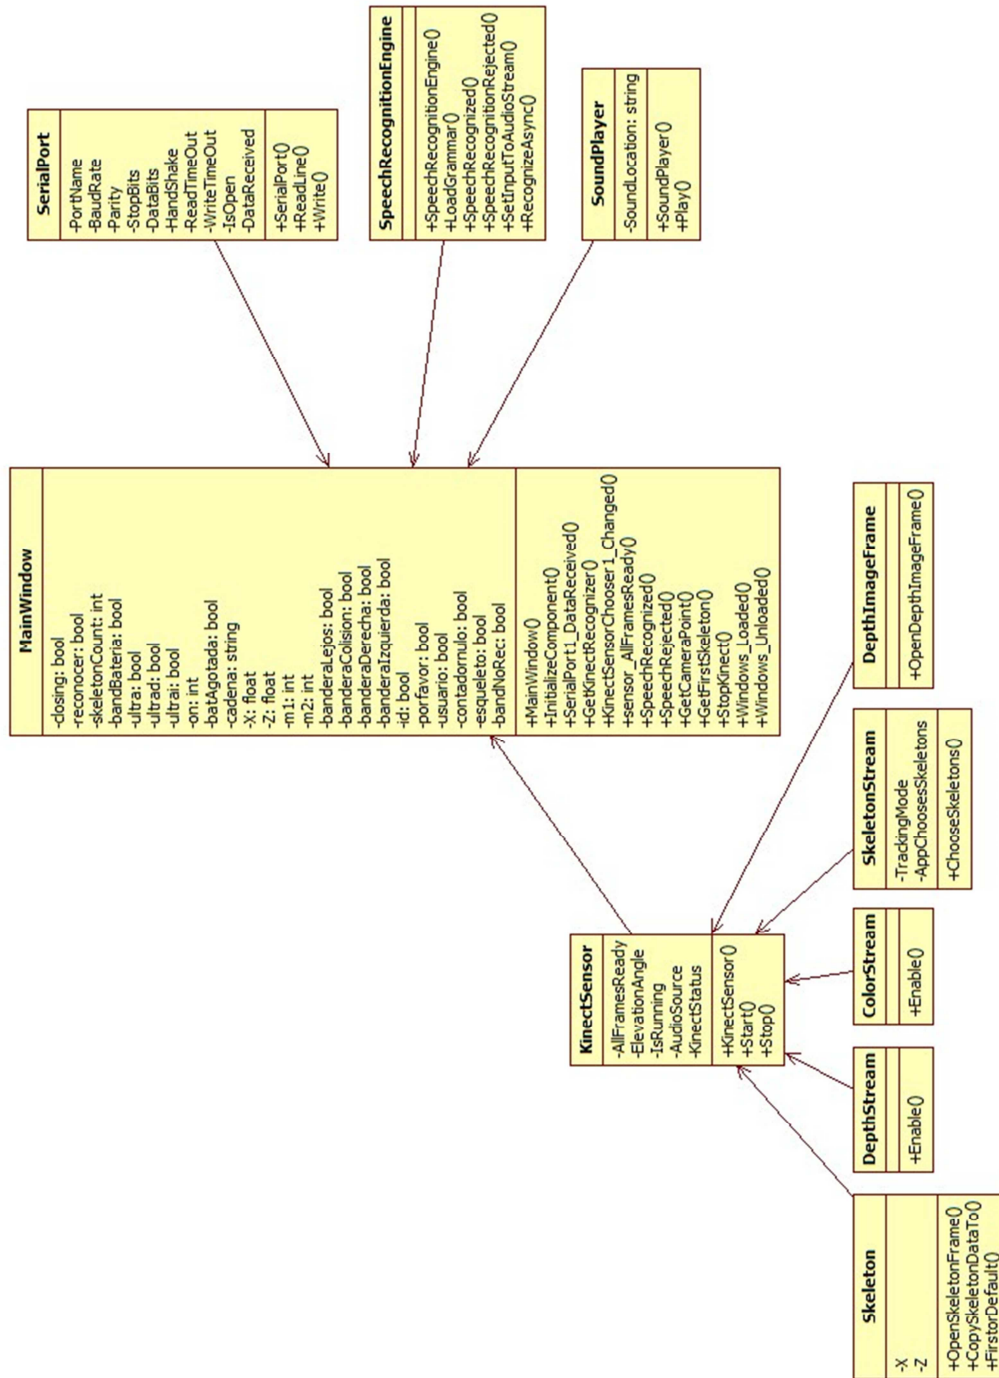 SerialPort
-PortName
-BaudRate
-Parity
-StopBits
-DataBits
-HandShake
-ReadTimeOut
-WriteTimeOut
-IsOpen
-DataReceived
+SerialPort()
+ReadLine()
+Write()
SpeechRecognitionEngine
+SpeechRecognitionEngine()
+LoadGrammar()
+SpeechRecognized()
+SpeechRecognitionRejected()
+SetInputToAudioStream()
+RecognizeAsync()
SoundPlayer
-SoundLocation: string
+SoundPlayer()
+Play()
MainWindow
-closing: bool
-reconocer: bool
-skeletonCount: int
-bandBateria: bool
-ultra: bool
-ultrad: bool
-ultrai: bool
-on: int
-batAgotada: bool
-cadena: string
-X: float
-Z: float
-m1: int
-m2: int
-banderaLejos: bool
-banderaColision: bool
-banderaDerecha: bool
-banderaIzquierda: bool
-id: bool
-porfavor: bool
-usuario: bool
-contadornulo: bool
-esqueleto: bool
-bandNoRec: bool
+MainWindow()
+InitializeComponent()
+SerialPort1_DataReceived()
+GetKinectRecognizer()
+KinectSensorChooser1_Changed()
+sensor_AllFramesReady()
+SpeechRecognized()
+SpeechRejected()
+GetCameraPoint()
+GetFirstSkeleton()
+StopKinect()
+Windows_Loaded()
+Windows_Unloaded()
KinectSensor
-AllFramesReady
-ElevationAngle
-IsRunning
-AudioSource
-KinectStatus
+KinectSensor()
+Start()
+Stop()
Skeleton
-X
-Z
+OpenSkeletonFrame()
+CopySkeletonDataTo()
+FirstorDefault()
DepthStream
+Enable()
ColorStream
+Enable()
SkeletonStream
-TrackingMode
-AppChoosesSkeletons
+ChooseSkeletons()
DepthImageFrame
+OpenDepthImageFrame()